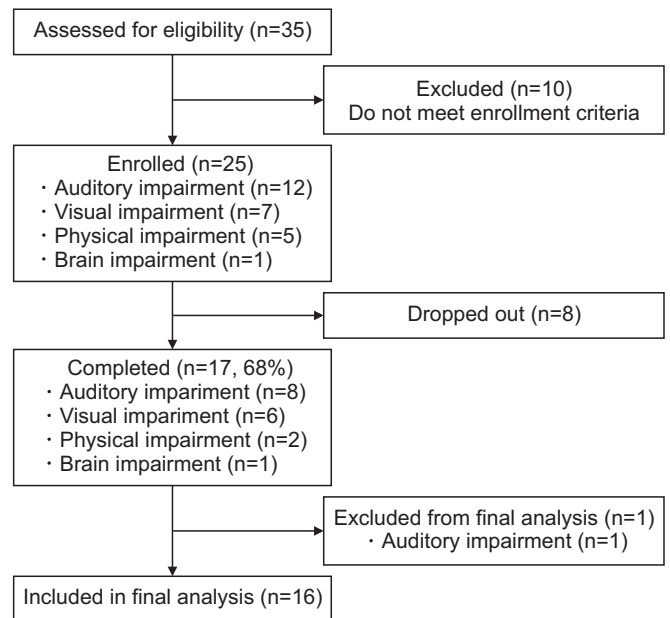 Assessed for eligibility (n=35)
Excluded (n=10)
Do not meet enrollment criteria
Enrolled (n=25)
· Auditory impairment (n=12)
· Visual impairment (n=7)
· Physical impairment (n=5)
· Brain impairment (n=1)
Dropped out (n=8)
Completed (n=17, 68%)
· Auditory impariment (n=8)
· Visual impariment (n=6)
· Physical impairment (n=2)
· Brain impairment (n=1)
Excluded from final analysis (n=1)
· Auditory impairment (n=1)
Included in final analysis (n=16)